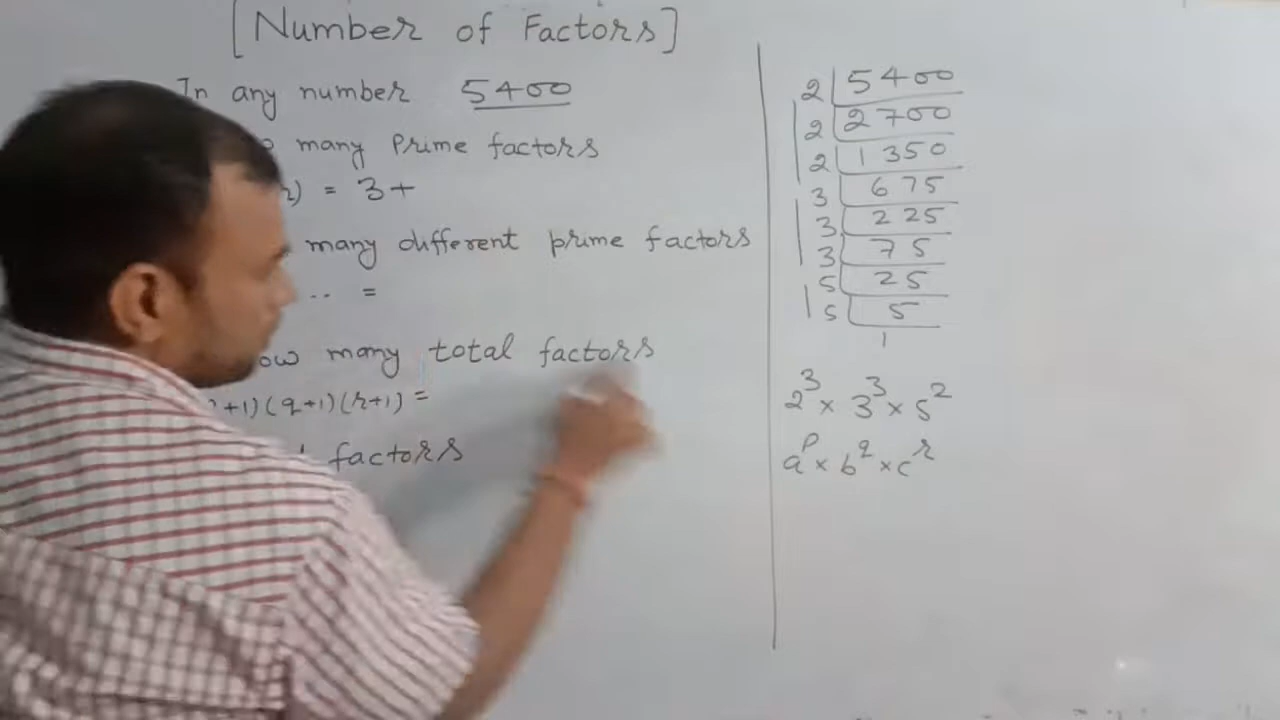 [Number of Factors]
In any number 5400
many Prime factors
r) = 3+
many different prime factors
.. =
ow many total factors
+1)(q+1)(r+1) =
factors
2 | 5400
2 | 2700
2 | 1350
3 | 675
3 | 225
3 | 75
5 | 25
5 | 5
1
2³ × 3³ × 5²
a^p × b^q × c^r